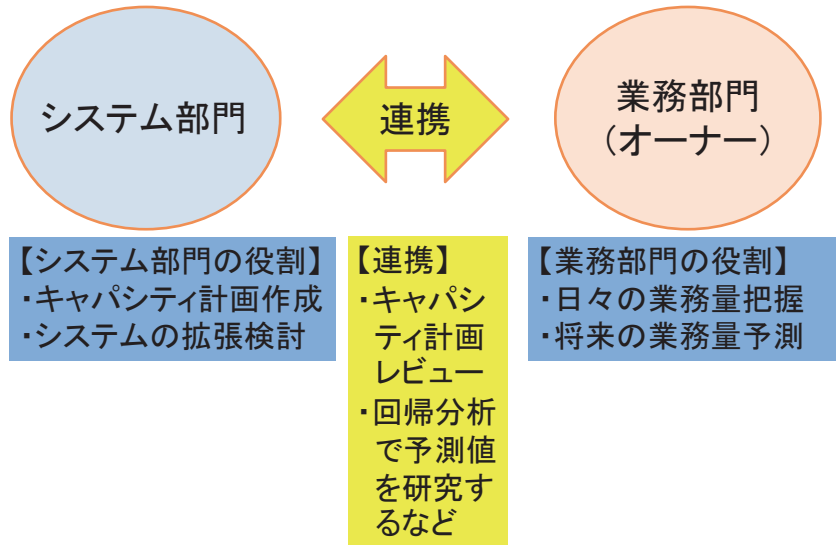 システム部門
連携
業務部門
(オーナー)
【システム部門の役割】
・キャパシティ計画作成
・システムの拡張検討
【連携】
・キャパシ
ティ計画
レビュー
・回帰分析
で予測値
を研究す
るなど
【業務部門の役割】
・日々の業務量把握
・将来の業務量予測